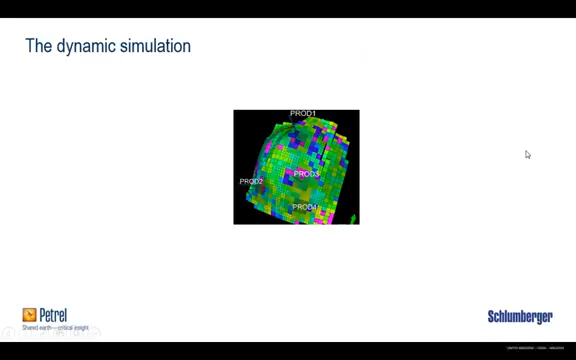 The dynamic simulation
PROD1
PROD3
PROD2
PROD4
Petrel
Shared earth—critical insight
Schlumberger